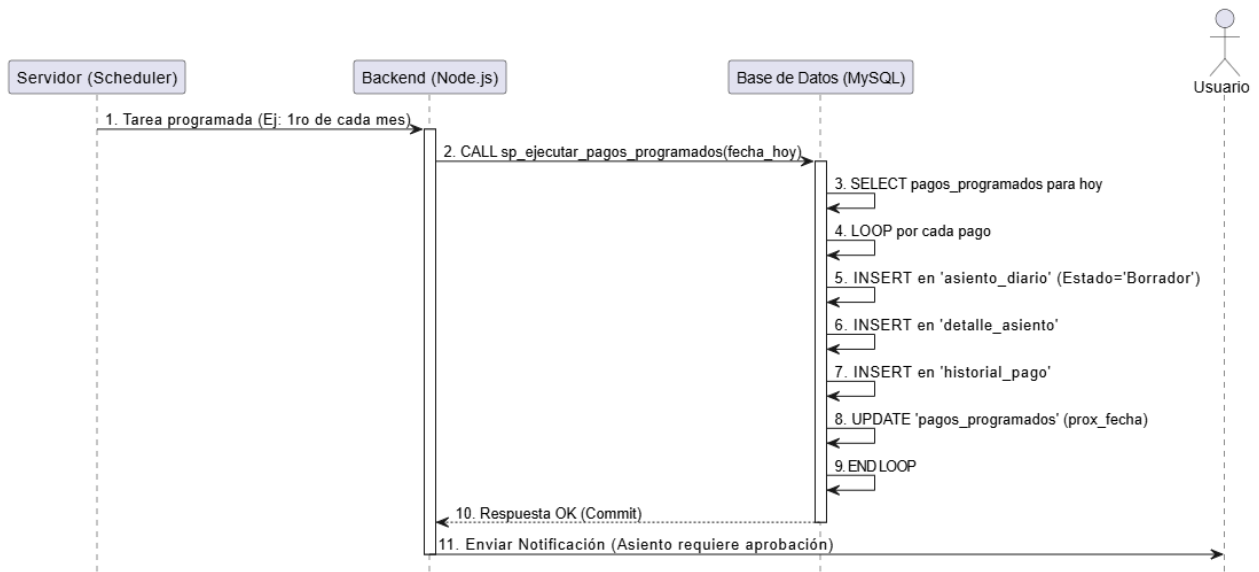 Servidor (Scheduler)
Backend (Node.js)
Base de Datos (MySQL)
Usuario
1. Tarea programada (Ej: 1ro de cada mes)
2. CALL sp_ejecutar_pagos_programados(fecha_hoy)
3. SELECT pagos_programados para hoy
4. LOOP por cada pago
5. INSERT en 'asiento_diario' (Estado='Borrador')
6. INSERT en 'detalle_asiento'
7. INSERT en 'historial_pago'
8. UPDATE 'pagos_programados' (prox_fecha)
9. END LOOP
10. Respuesta OK (Commit)
11. Enviar Notificación (Asiento requiere aprobación)